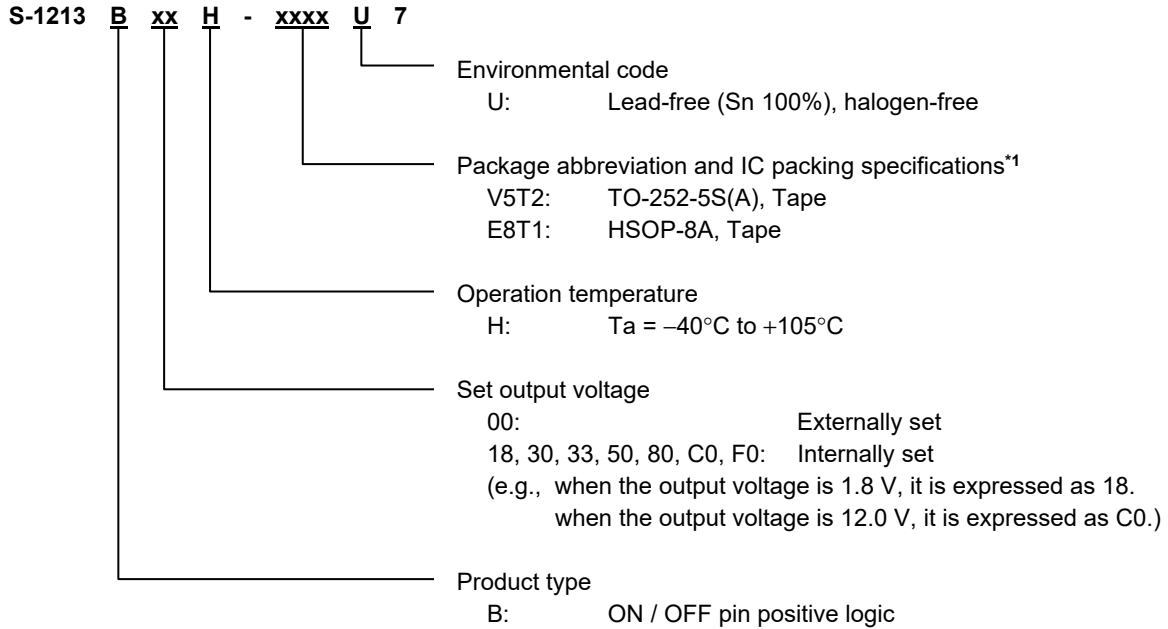 S-1213 B xx H - xxxx U 7
Environmental code
U: Lead-free (Sn 100%), halogen-free
Package abbreviation and IC packing specifications*1
V5T2: TO-252-5S(A), Tape
E8T1: HSOP-8A, Tape
Operation temperature
H: Ta = −40°C to +105°C
Set output voltage
00: Externally set
18, 30, 33, 50, 80, C0, F0: Internally set
(e.g., when the output voltage is 1.8 V, it is expressed as 18.
when the output voltage is 12.0 V, it is expressed as C0.)
Product type
B: ON / OFF pin positive logic